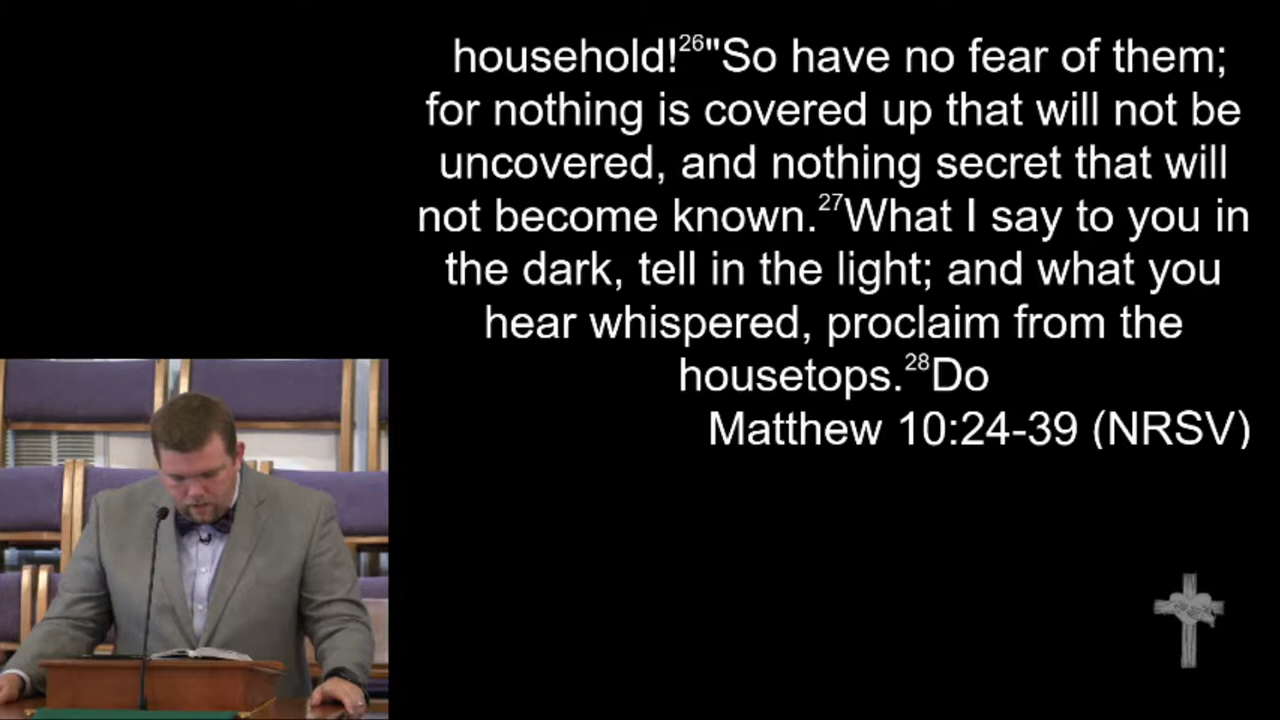 household!26"So have no fear of them;
for nothing is covered up that will not be
uncovered, and nothing secret that will
not become known.27What I say to you in
the dark, tell in the light; and what you
hear whispered, proclaim from the
housetops.28Do
Matthew 10:24-39 (NRSV)